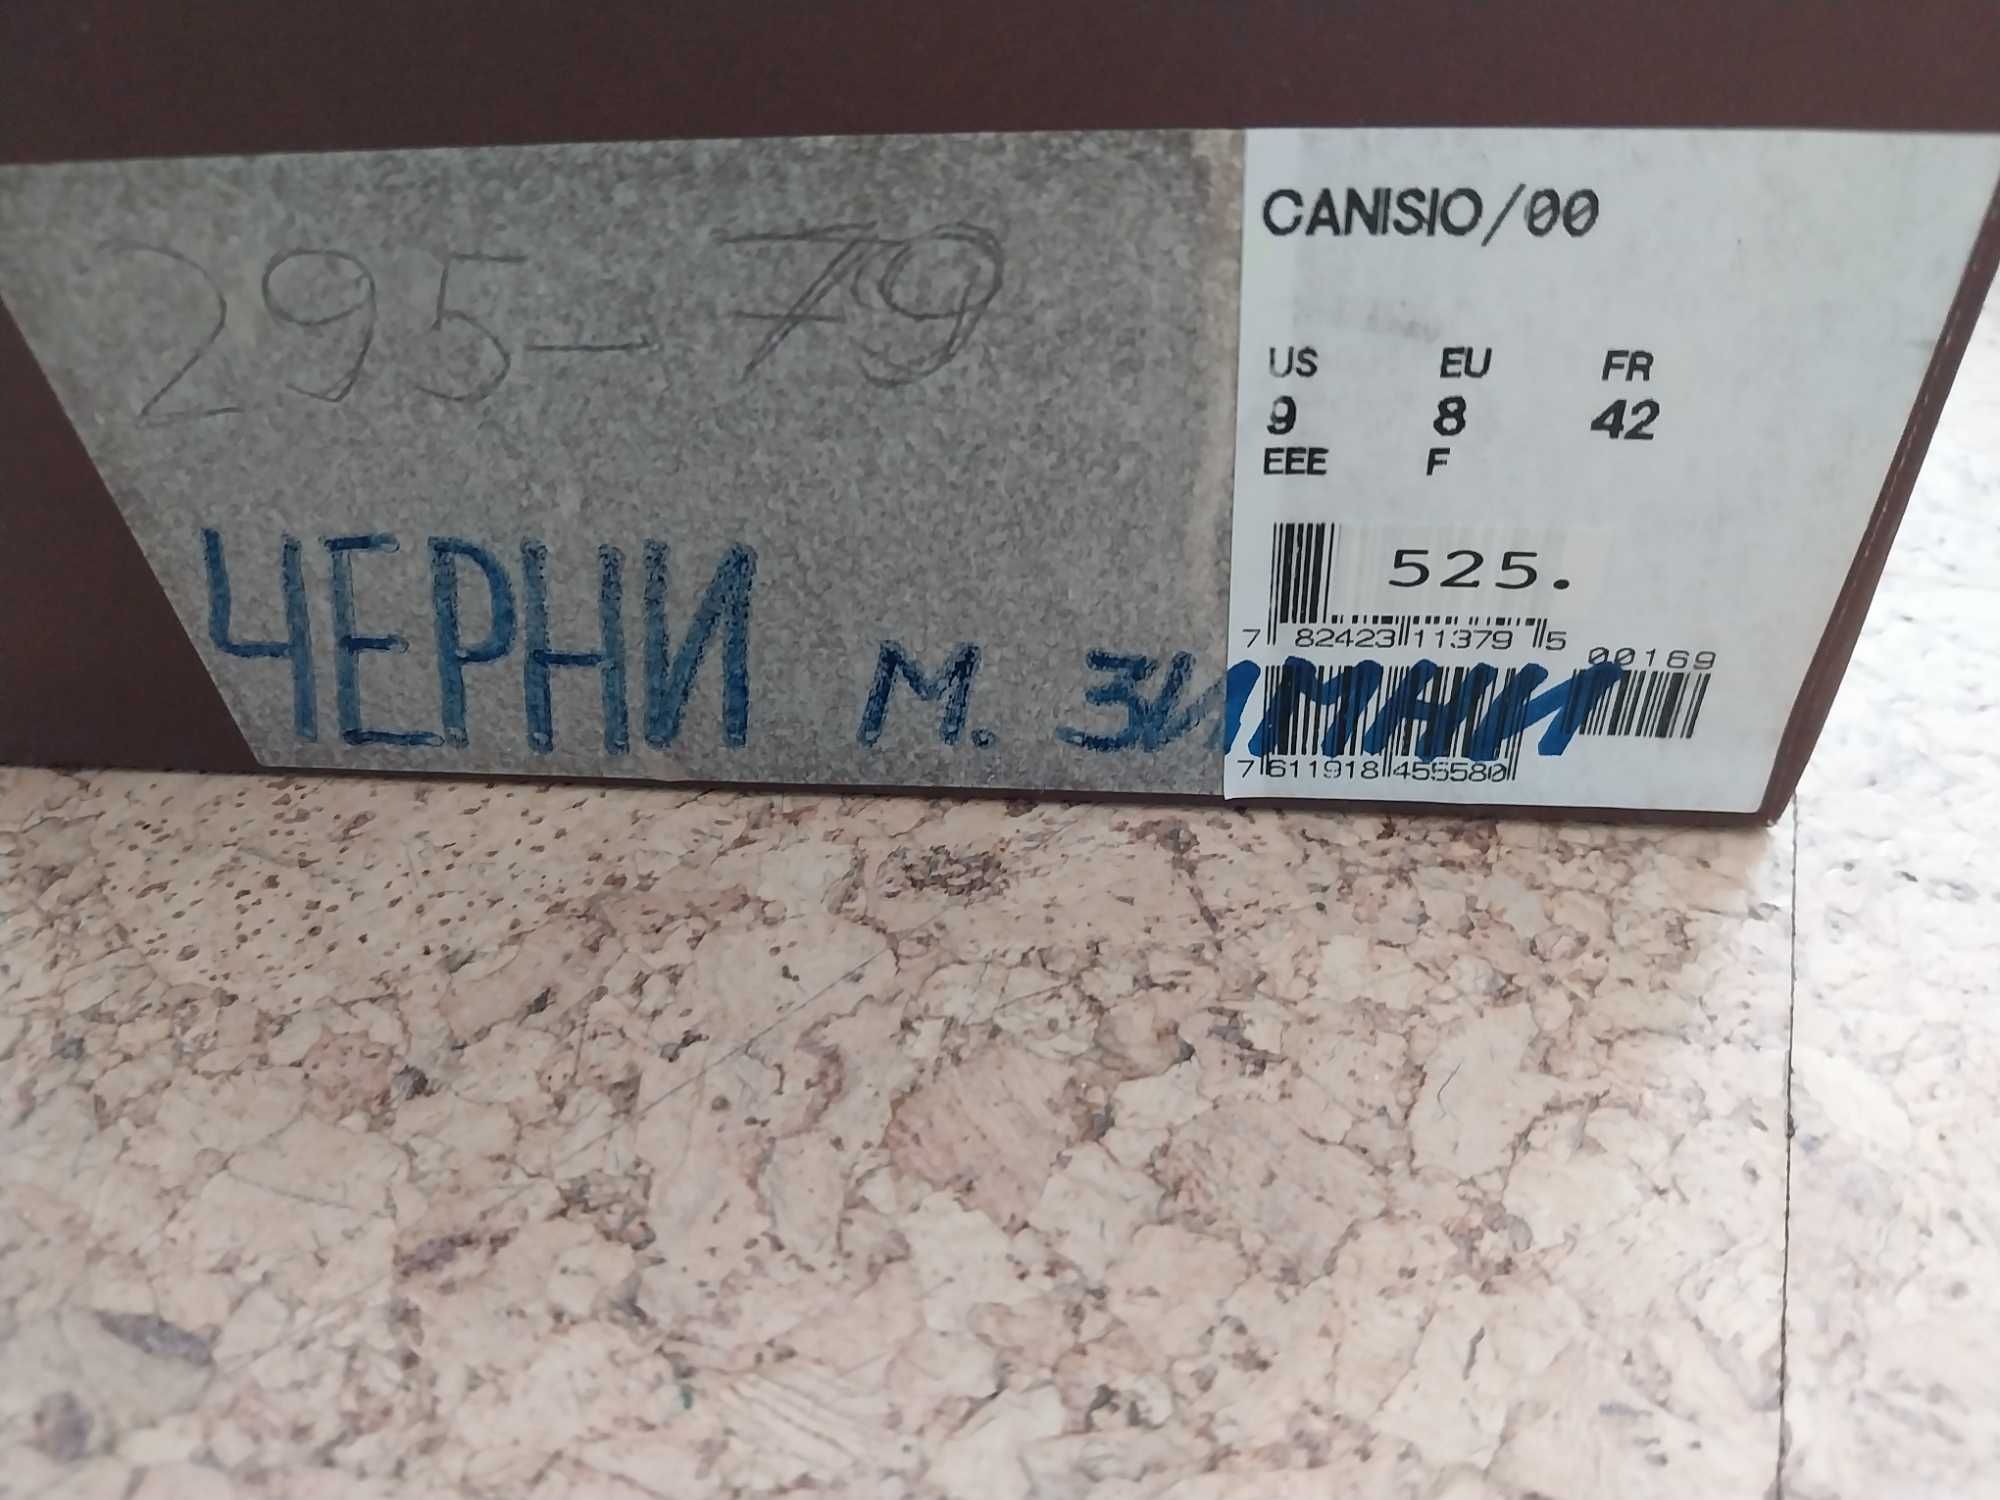 295-79
ЧЕРНИ М. ЗИМАНИ
CANISIO/00
US EU FR
9 8 42
EEE F
525.
7 82423 11379 5
00169
7 611918 455580